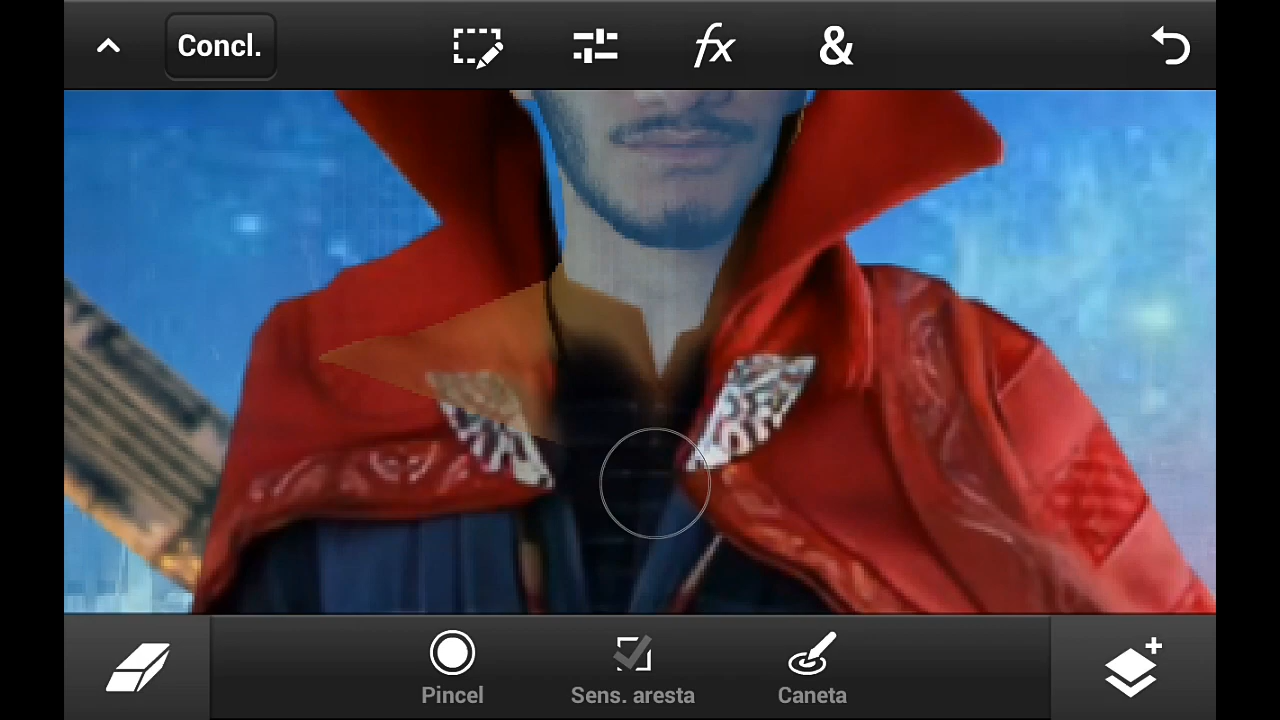 Concl.
fx
&
Pincel
Sens. aresta
Caneta